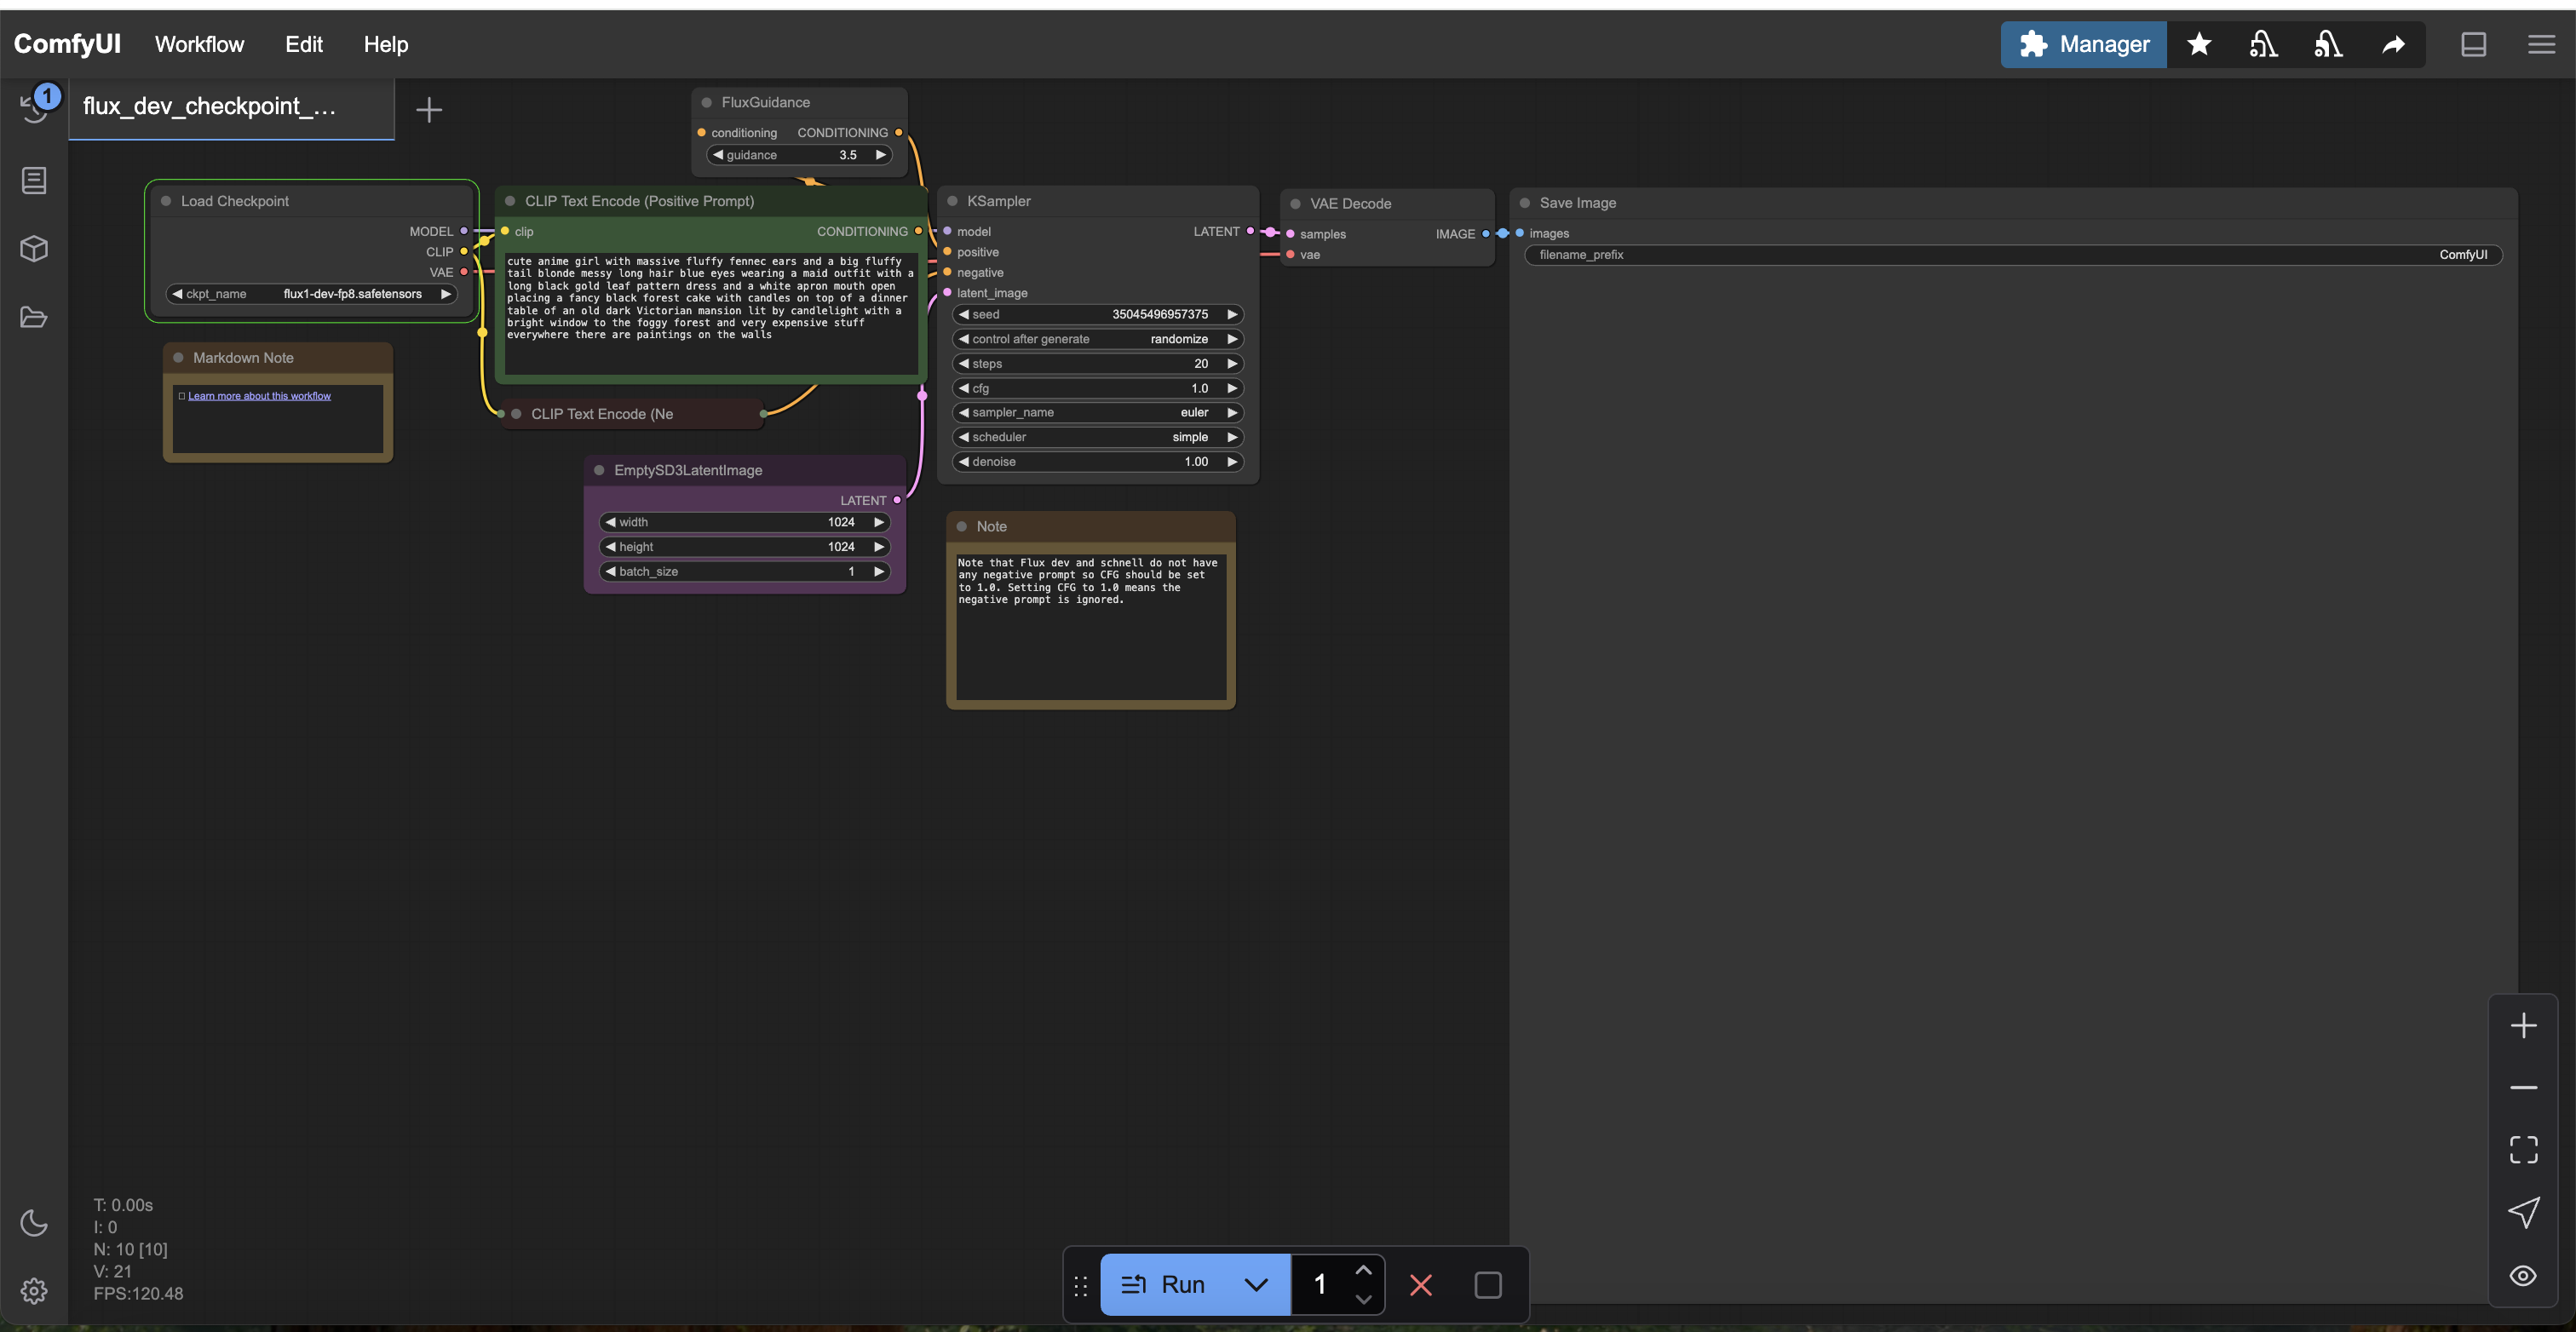 ComfyUI Workflow Edit Help
Manager
1
flux_dev_checkpoint_...
FluxGuidance
conditioning CONDITIONING
guidance 3.5
Load Checkpoint
MODEL
CLIP
VAE
ckpt_name flux1-dev-fp8.safetensors
CLIP Text Encode (Positive Prompt)
clip CONDITIONING
cute anime girl with massive fluffy fennec ears and a big fluffy
tail blonde messy long hair blue eyes wearing a maid outfit with a
long black gold leaf pattern dress and a white apron mouth open
placing a fancy black forest cake with candles on top of a dinner
table of an old dark Victorian mansion lit by candlelight with a
bright window to the foggy forest and very expensive stuff
everywhere there are paintings on the walls
KSampler
model LATENT
positive
negative
latent_image
seed 35045496957375
control after generate randomize
steps 20
cfg 1.0
sampler_name euler
scheduler simple
denoise 1.00
VAE Decode
samples IMAGE
vae
Save Image
images
filename_prefix ComfyUI
Markdown Note
Learn more about this workflow
CLIP Text Encode (Ne
EmptySD3LatentImage
LATENT
width 1024
height 1024
batch_size 1
Note
Note that Flux dev and schnell do not have
any negative prompt so CFG should be set
to 1.0. Setting CFG to 1.0 means the
negative prompt is ignored.
T: 0.00s
I: 0
N: 10 [10]
V: 21
FPS:120.48
Run 1